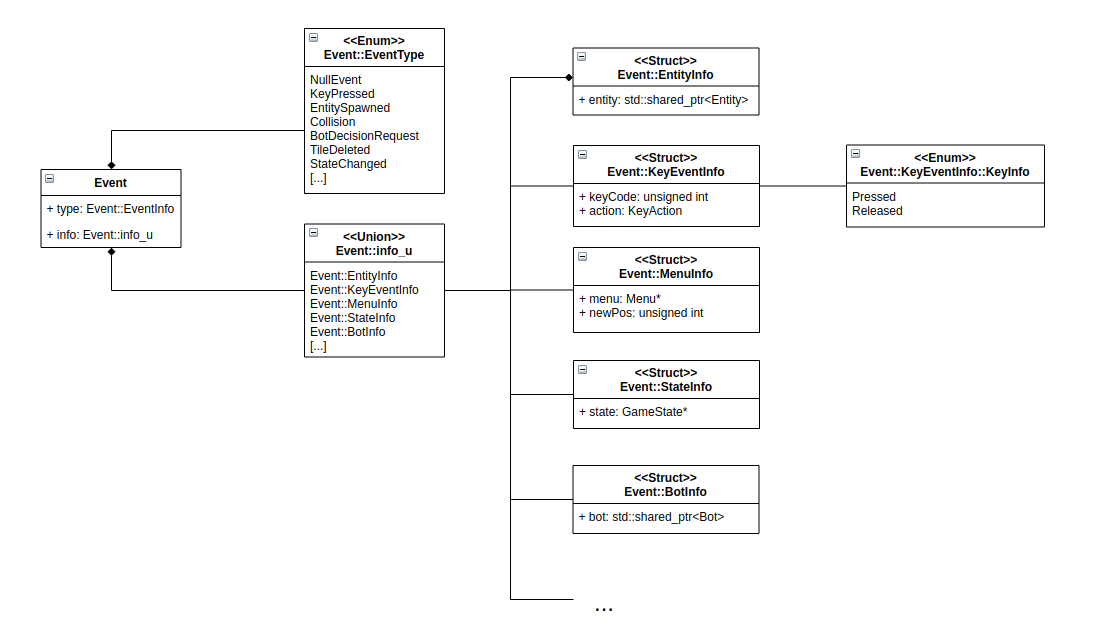 <<Enum>>
Event::EventType
NullEvent
KeyPressed
EntitySpawned
Collision
BotDecisionRequest
TileDeleted
StateChanged
[...]
Event
+ type: Event::EventInfo
+ info: Event::info_u
<<Union>>
Event::info_u
Event::EntityInfo
Event::KeyEventInfo
Event::MenuInfo
Event::StateInfo
Event::BotInfo
[...]
<<Struct>>
Event::EntityInfo
+ entity: std::shared_ptr<Entity>
<<Struct>>
Event::KeyEventInfo
+ keyCode: unsigned int
+ action: KeyAction
<<Enum>>
Event::KeyEventInfo::KeyInfo
Pressed
Released
<<Struct>>
Event::MenuInfo
+ menu: Menu*
+ newPos: unsigned int
<<Struct>>
Event::StateInfo
+ state: GameState*
<<Struct>>
Event::BotInfo
+ bot: std::shared_ptr<Bot>
...